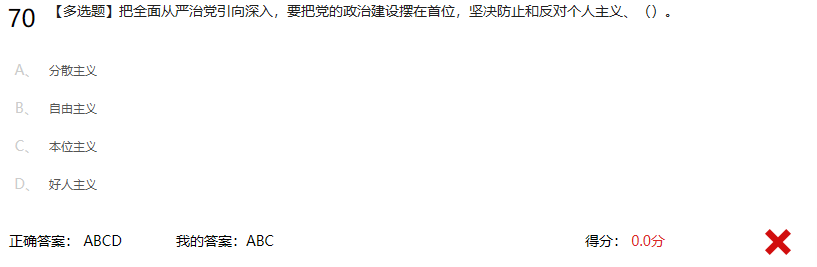 70 【多选题】把全面从严治党引向深入，要把党的政治建设摆在首位，坚决防止和反对个人主义、（）。
A、 分散主义
B、 自由主义
C、 本位主义
D、 好人主义
正确答案： ABCD 我的答案：ABC 得分： 0.0分